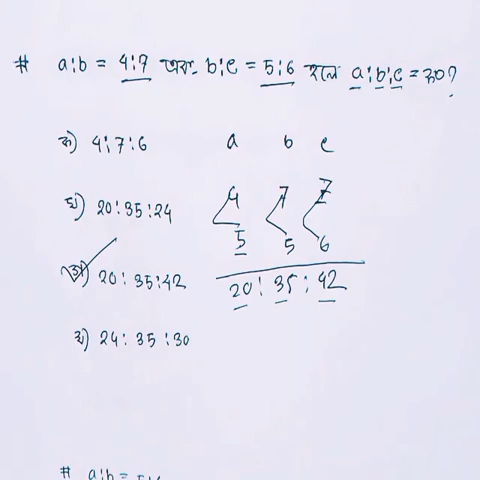 # a:b = 4:7 এবং b:c = 5:6 হলে a:b:c = কত?
ক) 4:7:6
a b c
খ) 20:35:24
4 7 7
গ) 20:35:42
5 5 6
20:35:42
ঘ) 24:35:30
# a:b =